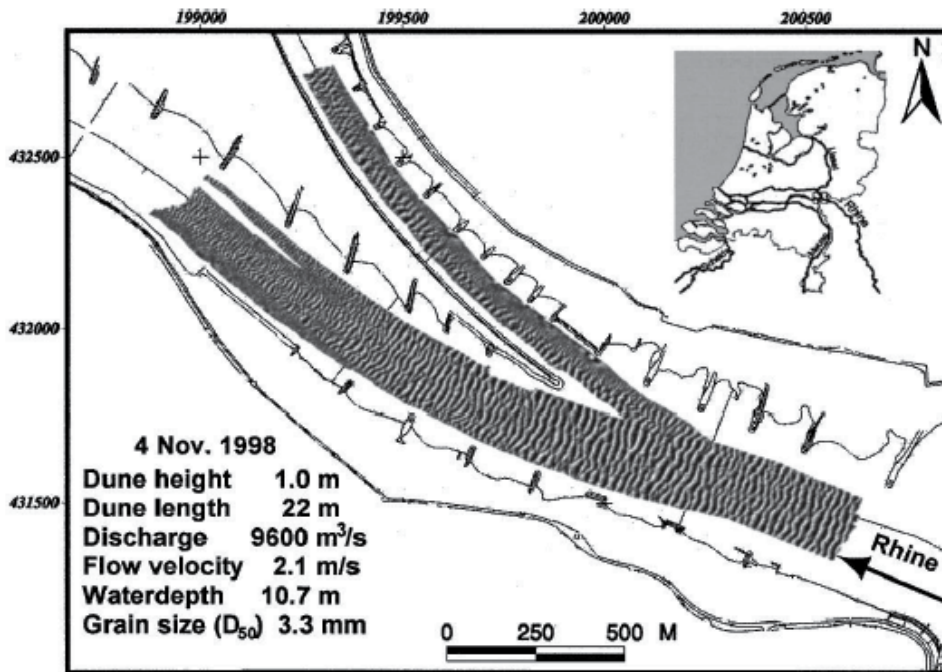 199000 199500 200000 200500
N
432500
432000
431500
Rhine
4 Nov. 1998
Dune height 1.0 m
Dune length 22 m
Discharge 9600 m³/s
Flow velocity 2.1 m/s
Waterdepth 10.7 m
Grain size (D₅₀) 3.3 mm
Rhine
0 250 500 M